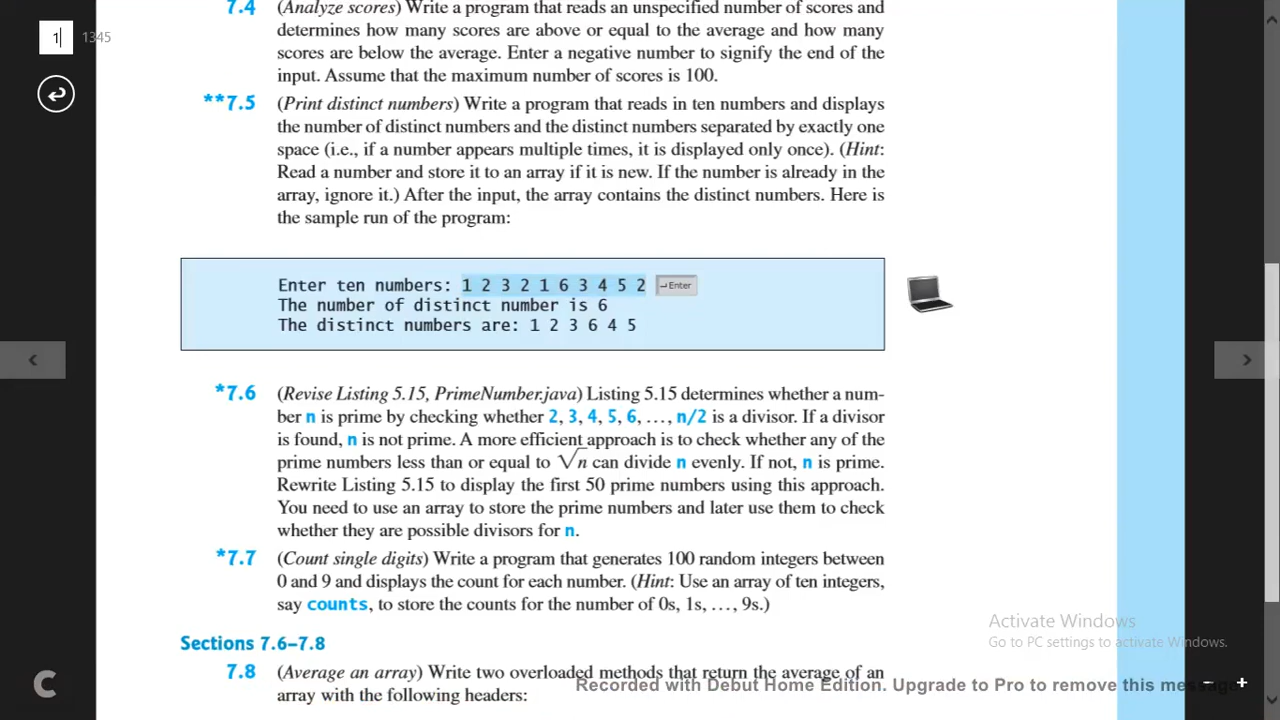 7.4 (Analyze scores) Write a program that reads an unspecified number of scores and
1 1345
determines how many scores are above or equal to the average and how many
scores are below the average. Enter a negative number to signify the end of the
input. Assume that the maximum number of scores is 100.
**7.5 (Print distinct numbers) Write a program that reads in ten numbers and displays
the number of distinct numbers and the distinct numbers separated by exactly one
space (i.e., if a number appears multiple times, it is displayed only once). (Hint:
Read a number and store it to an array if it is new. If the number is already in the
array, ignore it.) After the input, the array contains the distinct numbers. Here is
the sample run of the program:
Enter ten numbers: 1 2 3 2 1 6 3 4 5 2 ↵Enter
The number of distinct number is 6
The distinct numbers are: 1 2 3 6 4 5
*7.6 (Revise Listing 5.15, PrimeNumber.java) Listing 5.15 determines whether a num-
ber n is prime by checking whether 2, 3, 4, 5, 6, ..., n/2 is a divisor. If a divisor
is found, n is not prime. A more efficient approach is to check whether any of the
prime numbers less than or equal to √n can divide n evenly. If not, n is prime.
Rewrite Listing 5.15 to display the first 50 prime numbers using this approach.
You need to use an array to store the prime numbers and later use them to check
whether they are possible divisors for n.
*7.7 (Count single digits) Write a program that generates 100 random integers between
0 and 9 and displays the count for each number. (Hint: Use an array of ten integers,
say counts, to store the counts for the number of 0s, 1s, ..., 9s.)
Activate Windows
Go to PC settings to activate Windows.
Sections 7.6–7.8
7.8 (Average an array) Write two overloaded methods that return the average of an
array with the following headers:
Recorded with Debut Home Edition. Upgrade to Pro to remove this message
C